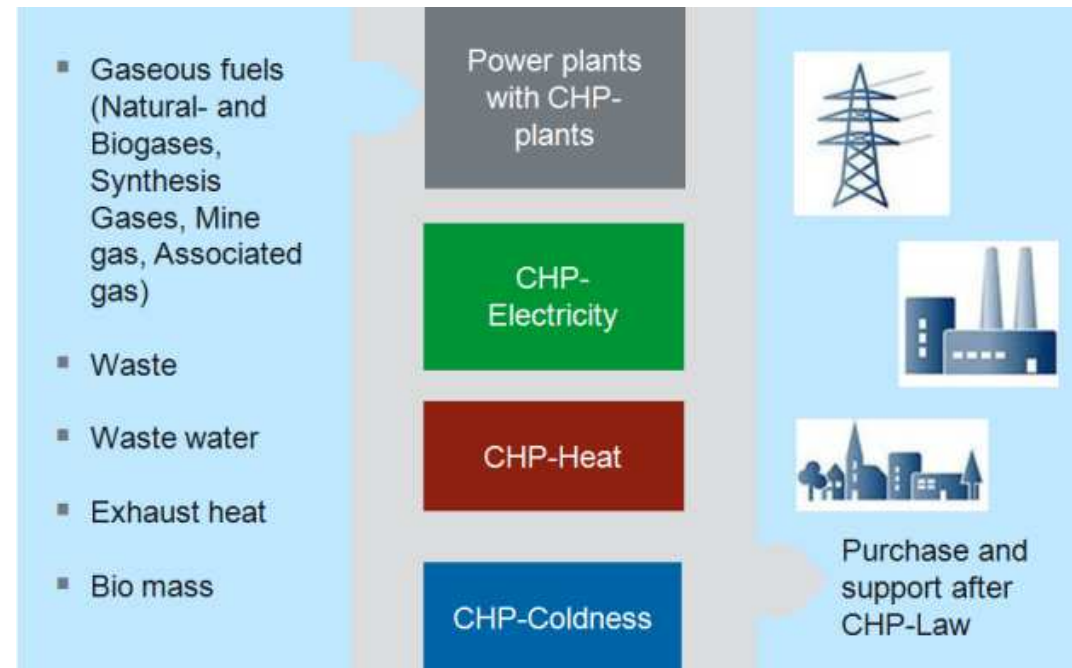 ▪ Gaseous fuels
(Natural- and
Biogases,
Synthesis
Gases, Mine
gas, Associated
gas)
▪ Waste
▪ Waste water
▪ Exhaust heat
▪ Bio mass
Power plants
with CHP-
plants
CHP-
Electricity
CHP-Heat
CHP-Coldness
Purchase and
support after
CHP-Law